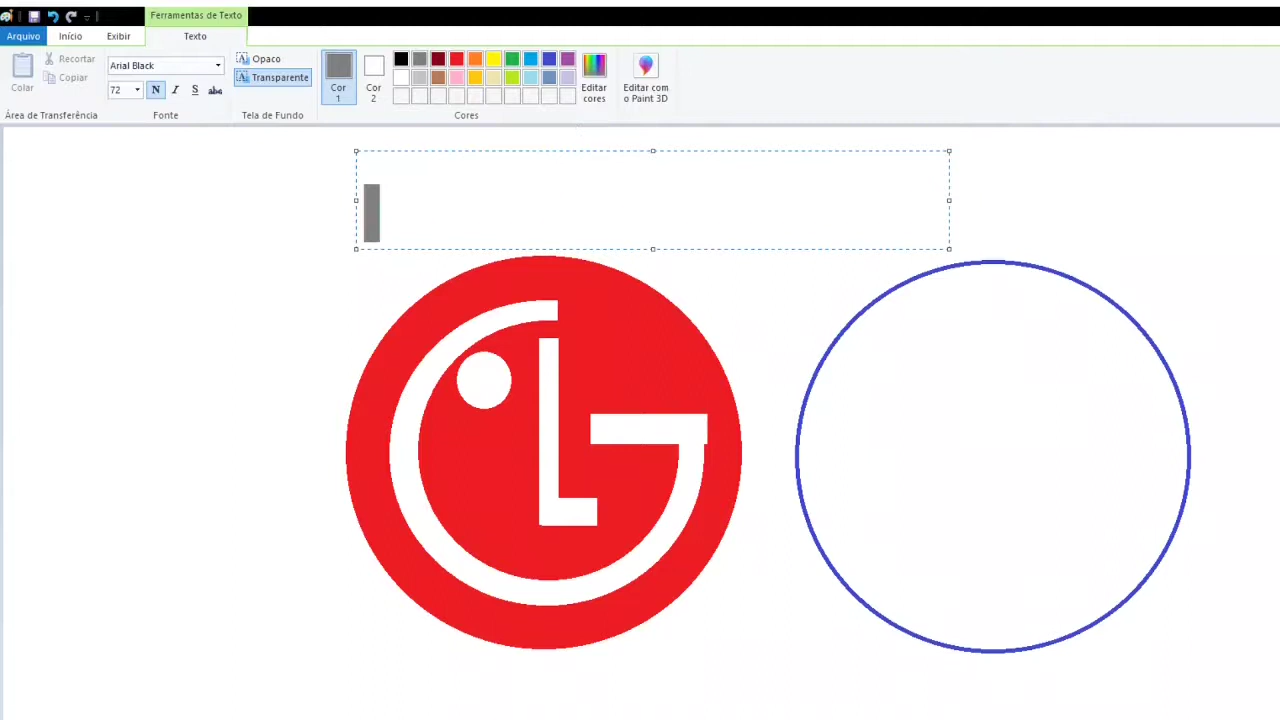 Ferramentas de Texto
Arquivo Início Exibir Texto
Colar
Recortar
Copiar
Área de Transferência
Arial Black
72 N I S abc
Fonte
Opaco
Transparente
Tela de Fundo
Cor 1
Cor 2
Editar cores
Cores
Editar com o Paint 3D
LG